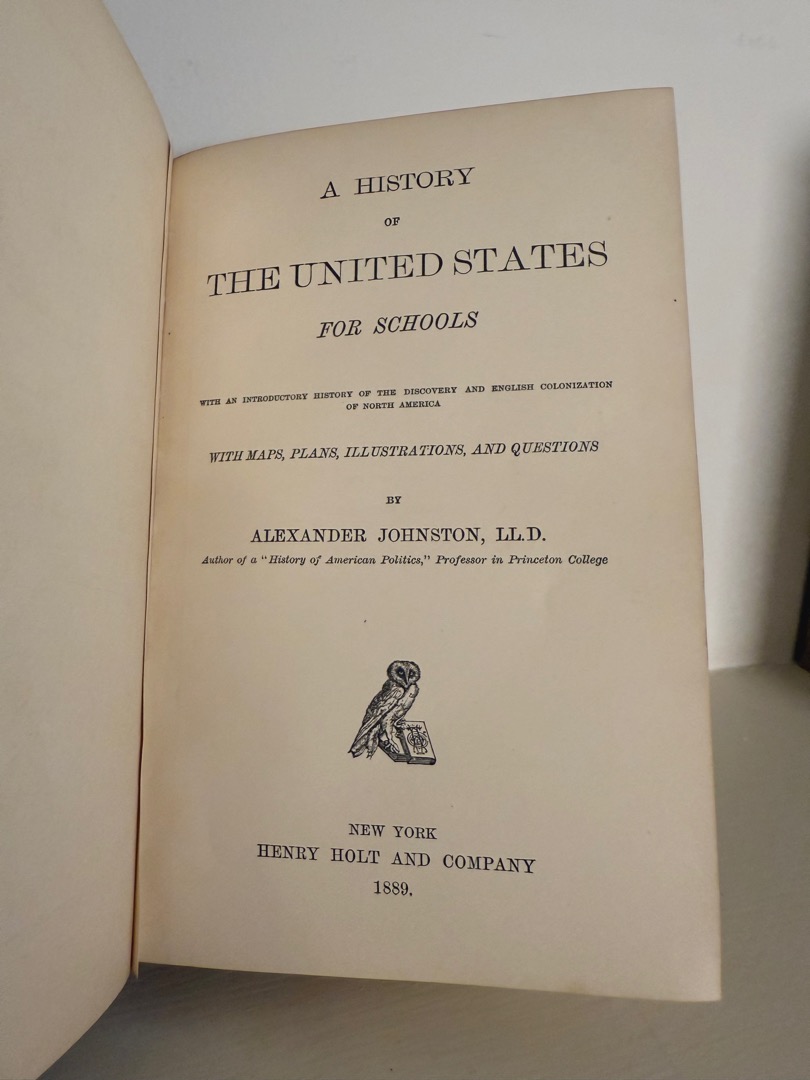 A HISTORY
OF
THE UNITED STATES
FOR SCHOOLS
WITH AN INTRODUCTORY HISTORY OF THE DISCOVERY AND ENGLISH COLONIZATION
OF NORTH AMERICA
WITH MAPS, PLANS, ILLUSTRATIONS, AND QUESTIONS
BY
ALEXANDER JOHNSTON, LL.D.
Author of a "History of American Politics," Professor in Princeton College
NEW YORK
HENRY HOLT AND COMPANY
1889.